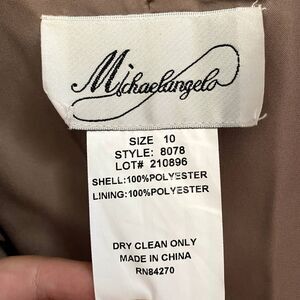 Michaelangelo
SIZE 10
STYLE: 8078
LOT# 210896
SHELL:100%POLYESTER
LINING:100%POLYESTER
DRY CLEAN ONLY
MADE IN CHINA
RN84270